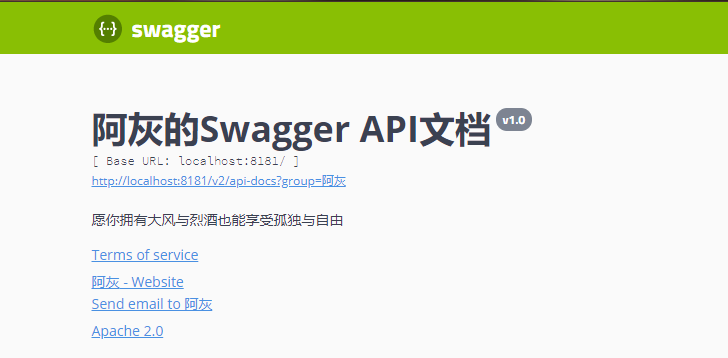 {··} swagger
阿灰的Swagger API文档 v1.0
[ Base URL: localhost:8181/ ]
http://localhost:8181/v2/api-docs?group=阿灰
愿你拥有大风与烈酒也能享受孤独与自由
Terms of service
阿灰 - Website
Send email to 阿灰
Apache 2.0